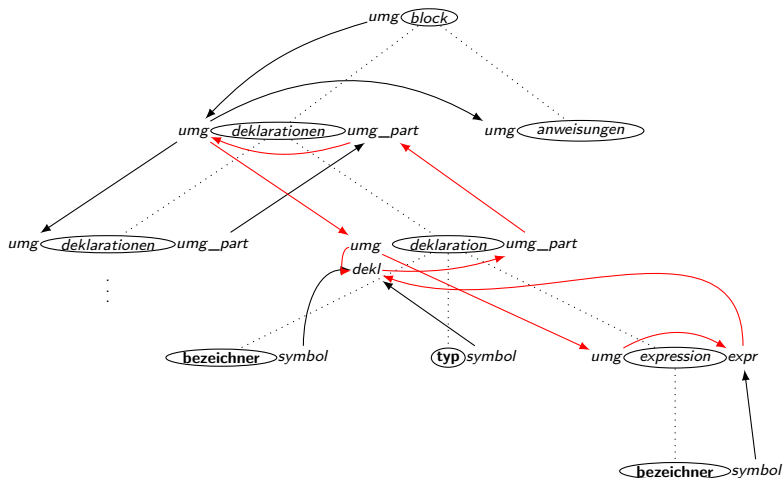 umg block
umg deklarationen umg_part umg anweisungen
umg deklarationen umg_part umg deklaration umg_part
dekl
bezeichner symbol typ symbol umg expression expr
bezeichner symbol